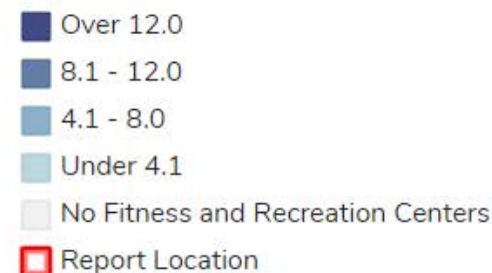 Over 12.0
8.1 - 12.0
4.1 - 8.0
Under 4.1
No Fitness and Recreation Centers
Report Location